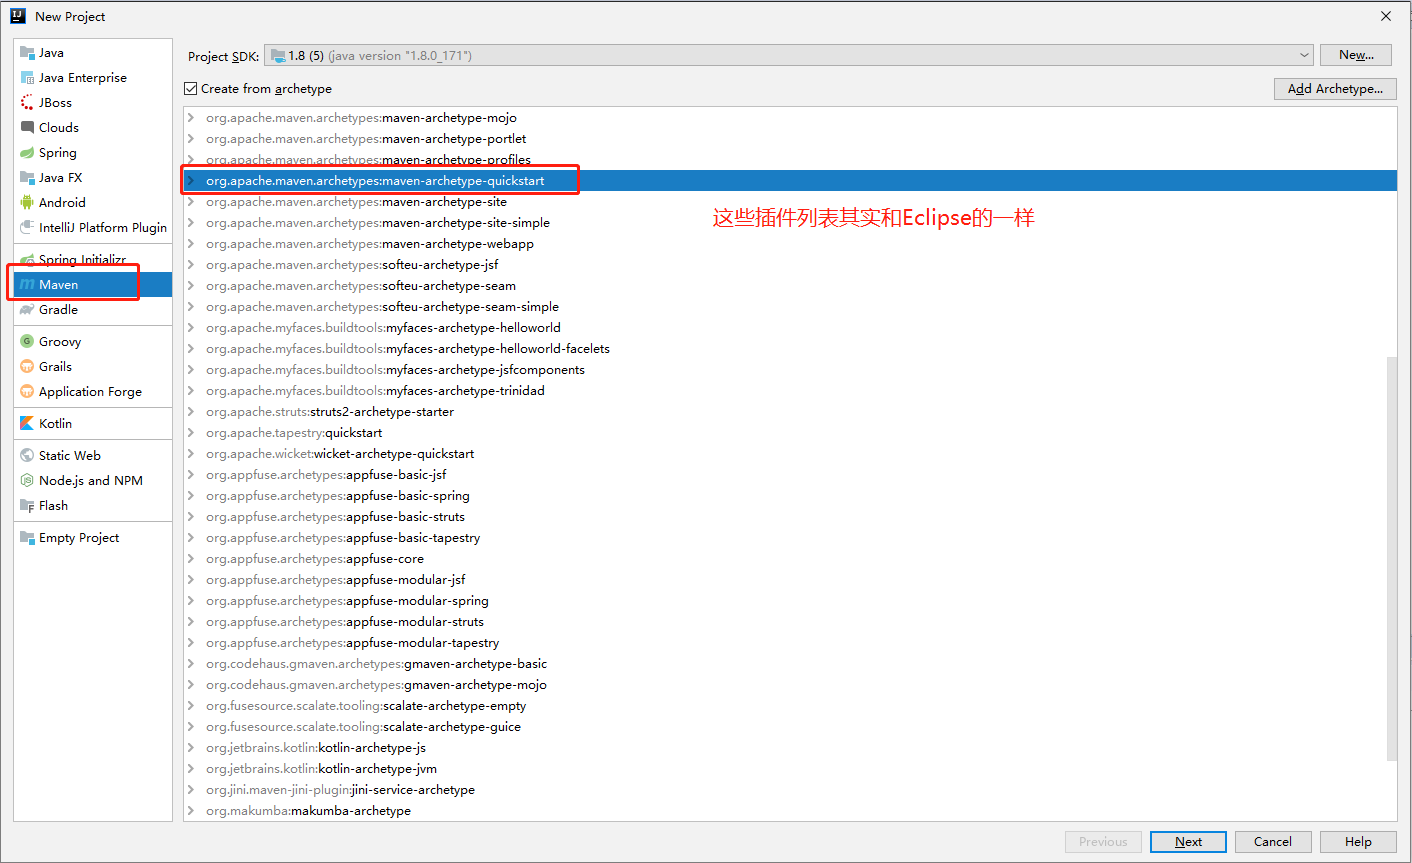 New Project
Java
Java Enterprise
JBoss
Clouds
Spring
Java FX
Android
IntelliJ Platform Plugin
Spring Initializr
Maven
Gradle
Groovy
Grails
Application Forge
Kotlin
Static Web
Node.js and NPM
Flash
Empty Project
Project SDK: 1.8 (5) (java version "1.8.0_171") New...
Create from archetype Add Archetype...
org.apache.maven.archetypes:maven-archetype-mojo
org.apache.maven.archetypes:maven-archetype-portlet
org.apache.maven.archetypes:maven-archetype-profiles
org.apache.maven.archetypes:maven-archetype-quickstart
org.apache.maven.archetypes:maven-archetype-site
这些插件列表其实和Eclipse的一样
org.apache.maven.archetypes:maven-archetype-site-simple
org.apache.maven.archetypes:maven-archetype-webapp
org.apache.maven.archetypes:softeu-archetype-jsf
org.apache.maven.archetypes:softeu-archetype-seam
org.apache.maven.archetypes:softeu-archetype-seam-simple
org.apache.myfaces.buildtools:myfaces-archetype-helloworld
org.apache.myfaces.buildtools:myfaces-archetype-helloworld-facelets
org.apache.myfaces.buildtools:myfaces-archetype-jsfcomponents
org.apache.myfaces.buildtools:myfaces-archetype-trinidad
org.apache.struts:struts2-archetype-starter
org.apache.tapestry:quickstart
org.apache.wicket:wicket-archetype-quickstart
org.appfuse.archetypes:appfuse-basic-jsf
org.appfuse.archetypes:appfuse-basic-spring
org.appfuse.archetypes:appfuse-basic-struts
org.appfuse.archetypes:appfuse-basic-tapestry
org.appfuse.archetypes:appfuse-core
org.appfuse.archetypes:appfuse-modular-jsf
org.appfuse.archetypes:appfuse-modular-spring
org.appfuse.archetypes:appfuse-modular-struts
org.appfuse.archetypes:appfuse-modular-tapestry
org.codehaus.gmaven.archetypes:gmaven-archetype-basic
org.codehaus.gmaven.archetypes:gmaven-archetype-mojo
org.fusesource.scalate.tooling:scalate-archetype-empty
org.fusesource.scalate.tooling:scalate-archetype-guice
org.jetbrains.kotlin:kotlin-archetype-js
org.jetbrains.kotlin:kotlin-archetype-jvm
org.jini.maven-jini-plugin:jini-service-archetype
org.makumba:makumba-archetype
Previous Next Cancel Help